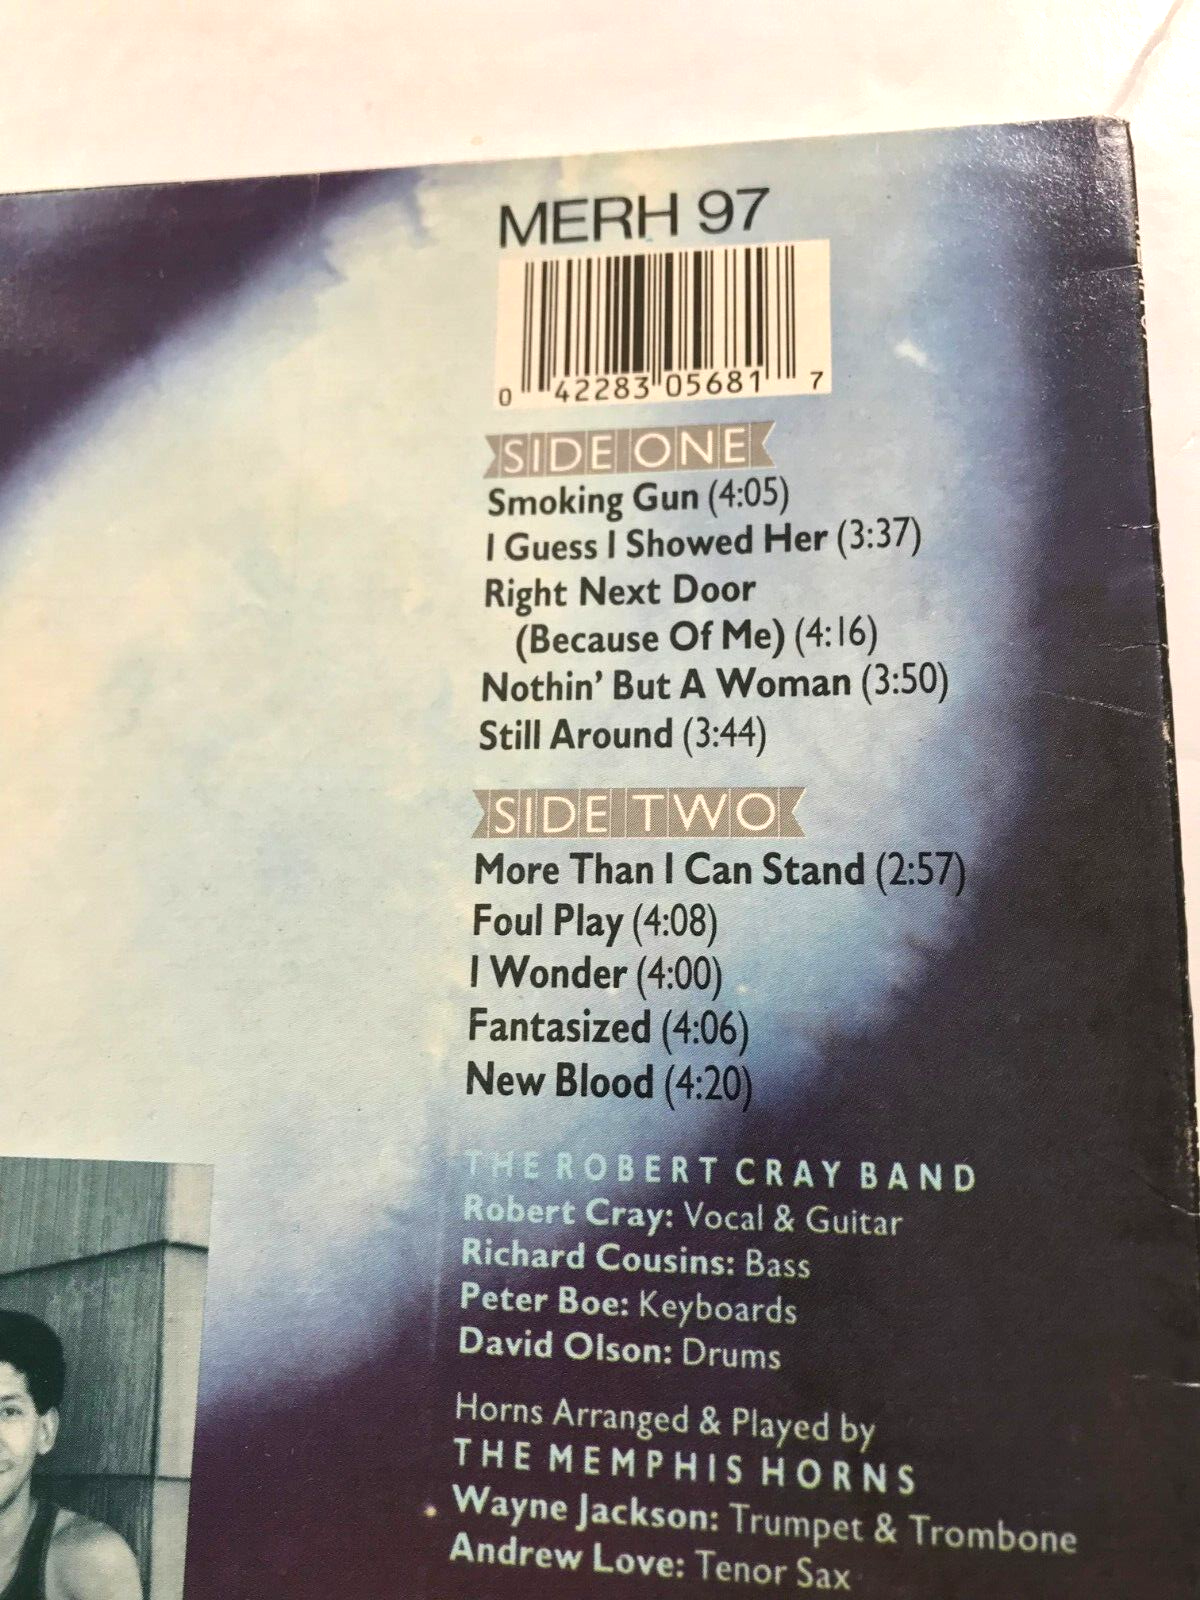 MERH 97
0 42283 05681 7
SIDE ONE
Smoking Gun (4:05)
I Guess I Showed Her (3:37)
Right Next Door
(Because Of Me) (4:16)
Nothin' But A Woman (3:50)
Still Around (3:44)
SIDE TWO
More Than I Can Stand (2:57)
Foul Play (4:08)
I Wonder (4:00)
Fantasized (4:06)
New Blood (4:20)
THE ROBERT CRAY BAND
Robert Cray: Vocal & Guitar
Richard Cousins: Bass
Peter Boe: Keyboards
David Olson: Drums
Horns Arranged & Played by
THE MEMPHIS HORNS
Wayne Jackson: Trumpet & Trombone
Andrew Love: Tenor Sax